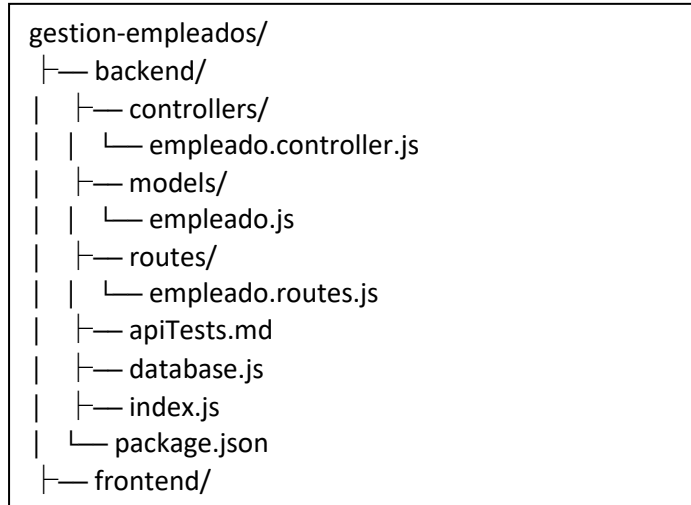 gestion-empleados/
├── backend/
│   ├── controllers/
│   │   └── empleado.controller.js
│   ├── models/
│   │   └── empleado.js
│   ├── routes/
│   │   └── empleado.routes.js
│   ├── apiTests.md
│   ├── database.js
│   ├── index.js
│   └── package.json
├── frontend/